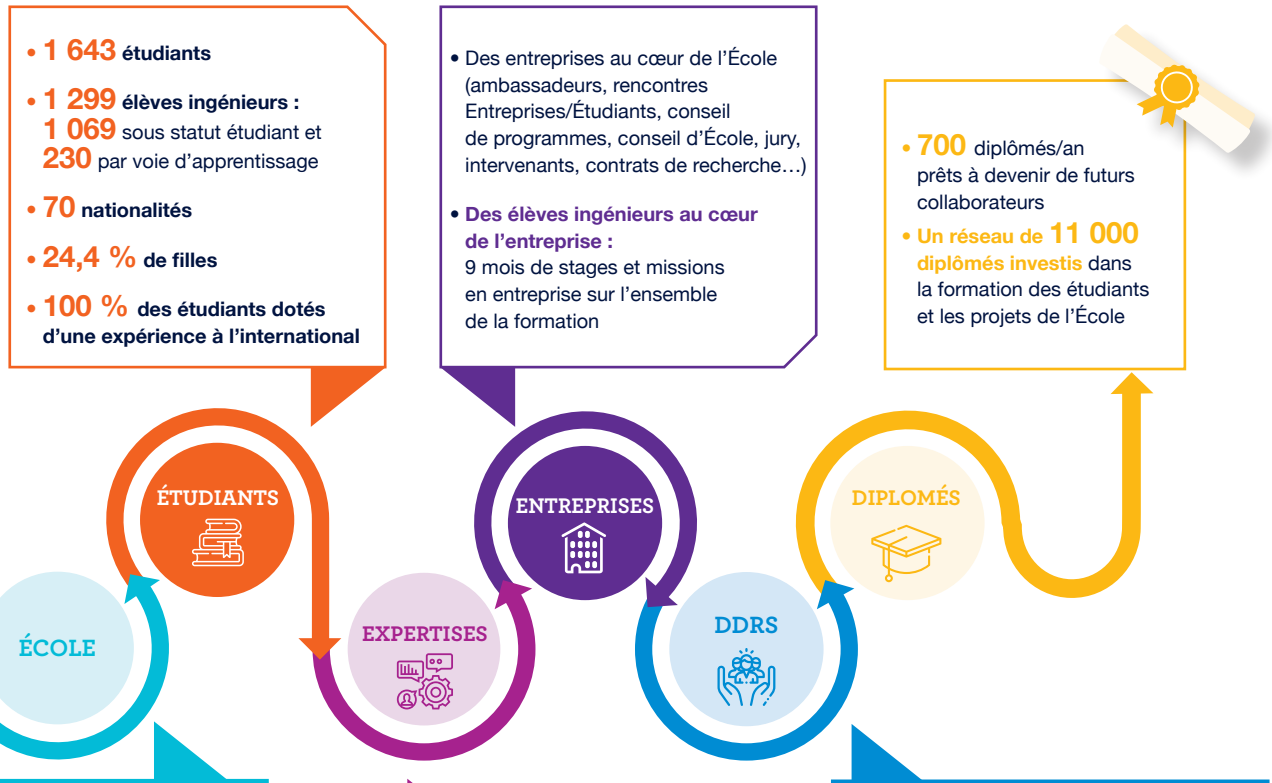 • 1 643 étudiants
• 1 299 élèves ingénieurs :
1 069 sous statut étudiant et
230 par voie d’apprentissage
• 70 nationalités
• 24,4 % de filles
• 100 % des étudiants dotés
d’une expérience à l’international
• Des entreprises au cœur de l’École
(ambassadeurs, rencontres
Entreprises/Étudiants, conseil
de programmes, conseil d’École, jury,
intervenants, contrats de recherche…)
• Des élèves ingénieurs au cœur
de l’entreprise :
9 mois de stages et missions
en entreprise sur l’ensemble
de la formation
• 700 diplômés/an
prêts à devenir de futurs
collaborateurs
• Un réseau de 11 000
diplômés investis dans
la formation des étudiants
et les projets de l’École
ÉCOLE
ÉTUDIANTS
EXPERTISES
ENTREPRISES
DDRS
DIPLOMÉS